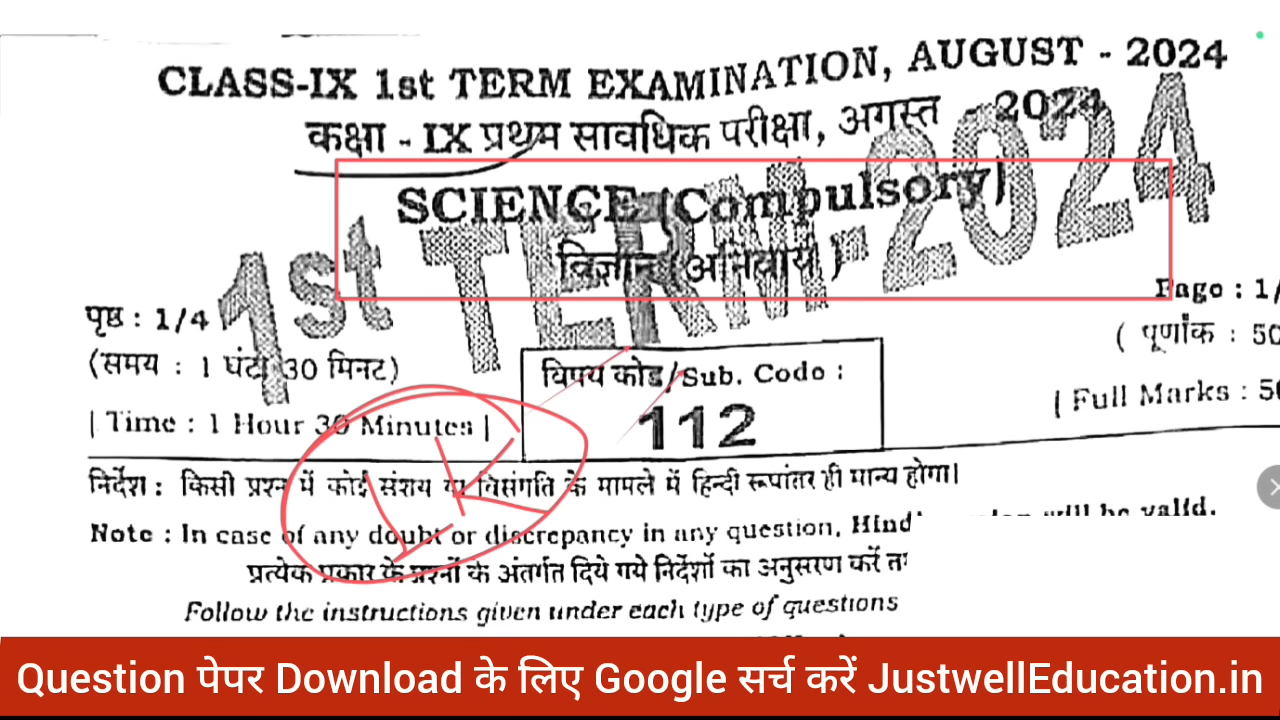 CLASS-IX 1st TERM EXAMINATION, AUGUST - 2024
कक्षा - IX प्रथम सावधिक परीक्षा, अगस्त - 2024
SCIENCE (Compulsory)
विज्ञान (अनिवार्य)
1st TERM-2024
पृष्ठ : 1/4
Page : 1/
(समय : 1 घंटा 30 मिनट)
( पूर्णांक : 50
विषय कोड/Sub. Code :
112
| Time : 1 Hour 30 Minutes |
[ Full Marks : 50
LK
निर्देश : किसी प्रश्न में कोई संशय या विसंगति के मामले में हिन्दी रूपांतर ही मान्य होगा।
Note : In case of any doubt or discrepancy in any question, Hind will be valid.
प्रत्येक प्रकार के प्रश्नों के अंतर्गत दिये गये निर्देशों का अनुसरण करें
Follow the instructions given under each type of questions
Question पेपर Download के लिए Google सर्च करें JustwellEducation.in